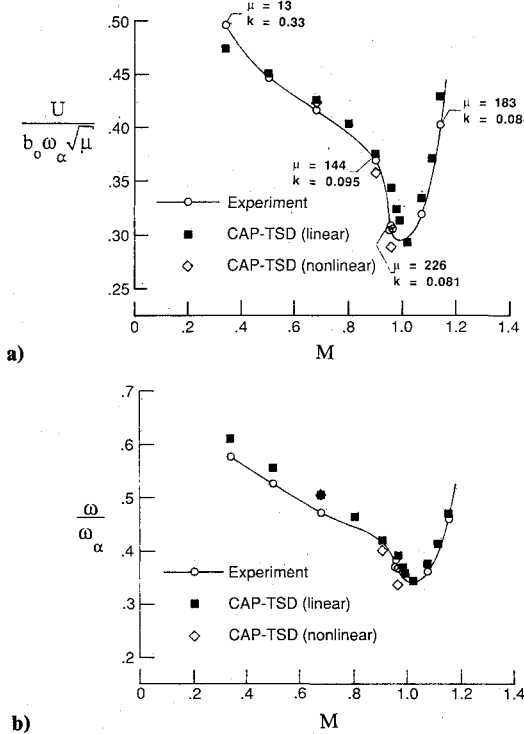 μ = 13
k = 0.33
.50
.45
.40
.35
.30
.25
U
b₀ω_α√μ
μ = 183
k = 0.08
μ = 144
k = 0.095
Experiment
CAP-TSD (linear)
CAP-TSD (nonlinear)
μ = 226
k = 0.081
0 .2 .4 .6 .8 1.0 1.2 1.4
a)
M
.7
.6
.5
.4
.3
.2
ω
ω_α
Experiment
CAP-TSD (linear)
CAP-TSD (nonlinear)
0 .2 .4 .6 .8 1.0 1.2 1.4
b)
M